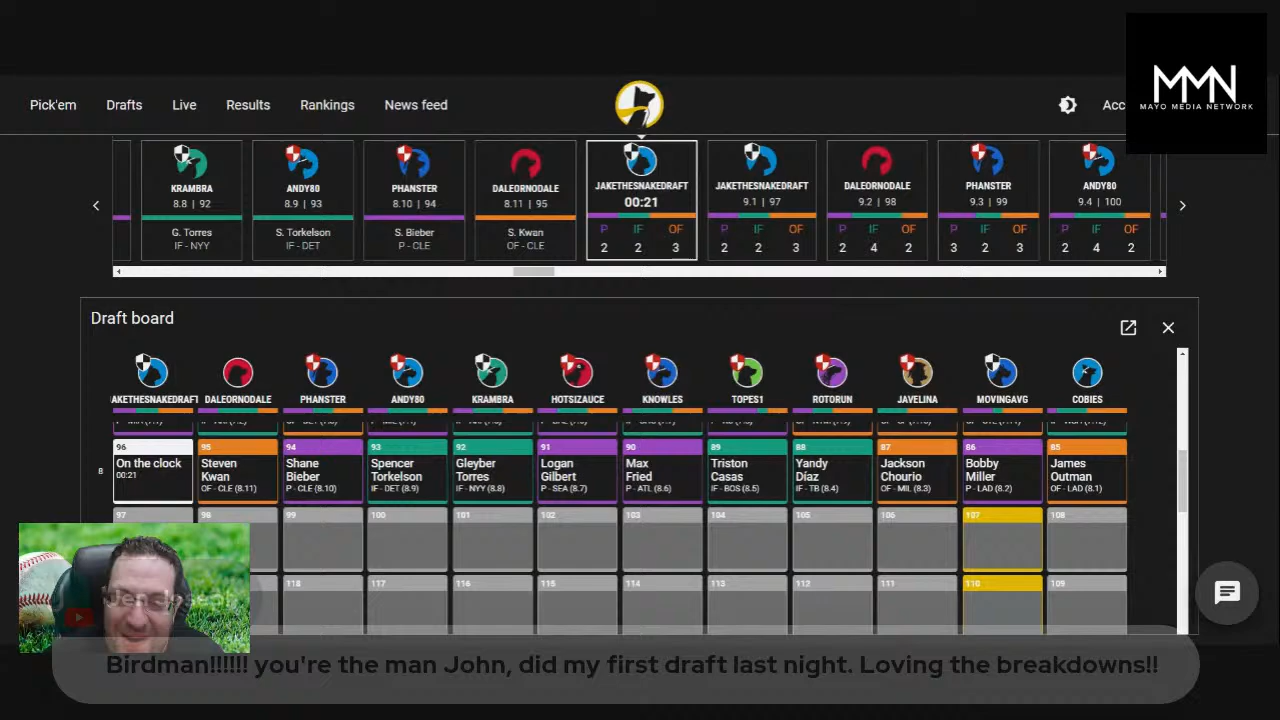 MMN
MAYO MEDIA NETWORK
Pick'em Drafts Live Results Rankings News feed Acc
KRAMBRA ANDY80 PHANSTER DALEORNODALE JAKETHESNAKEDRAFT JAKETHESNAKEDRAFT DALEORNODALE PHANSTER ANDY80
8.8 | 92 8.9 | 93 8.10 | 94 8.11 | 95 00:21 9.1 | 97 9.2 | 98 9.3 | 99 9.4 | 100
G. Torres S. Torkelson S. Bieber S. Kwan P IF OF P IF OF P IF OF P IF OF P IF OF
IF - NYY IF - DET P - CLE OF - CLE 2 2 3 2 2 3 2 4 2 3 2 3 2 4 2
Draft board
AKETHESNAKEDRAFT DALEORNODALE PHANSTER ANDY80 KRAMBRA HOTSIZAUCE KNOWLES TOPES1 ROTORUN JAVELINA MOVINGAVG COBIES
96 95 94 93 92 91 90 89 88 87 86 85
8 On the clock Steven Shane Spencer Gleyber Logan Max Triston Yandy Jackson Bobby James
00:21 Kwan Bieber Torkelson Torres Gilbert Fried Casas Díaz Chourio Miller Outman
OF - CLE (8.11) P - CLE (8.10) IF - DET (8.9) IF - NYY (8.8) P - SEA (8.7) P - ATL (8.6) IF - BOS (8.5) IF - TB (8.4) OF - MIL (8.3) P - LAD (8.2) OF - LAD (8.1)
97 98 99 100 101 102 103 104 105 106 107 108
118 117 116 115 114 113 112 111 110 109
Birdman!!!!!! you're the man John, did my first draft last night. Loving the breakdowns!!